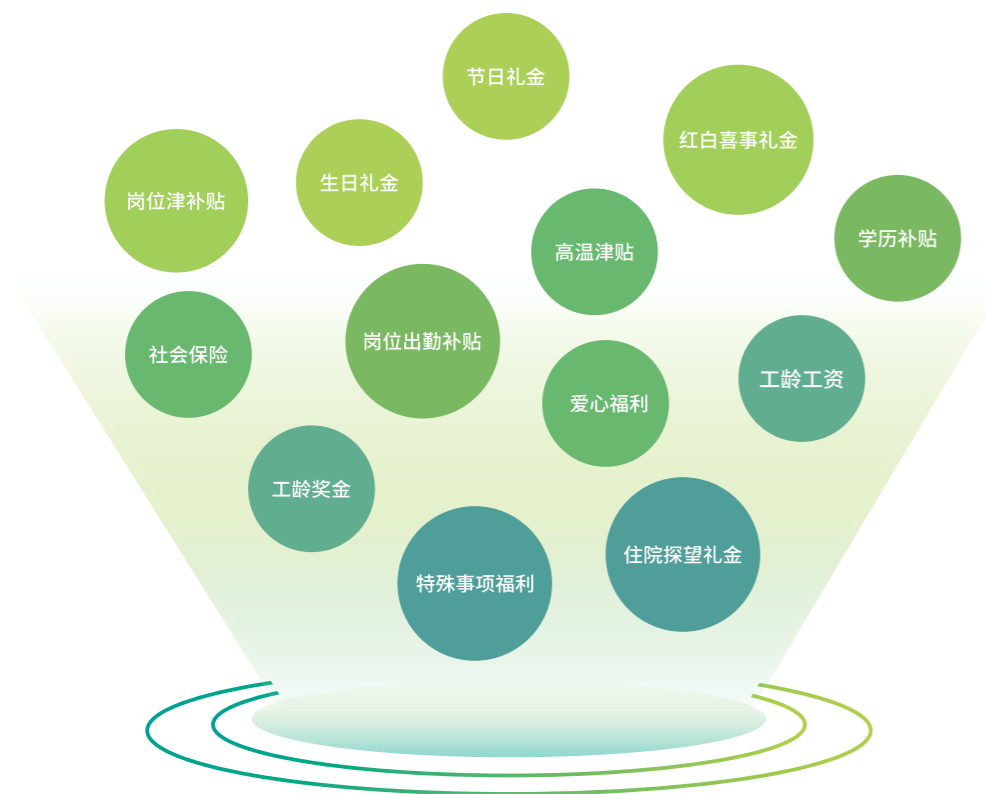 节日礼金
红白喜事礼金
生日礼金
岗位津补贴
学历补贴
高温津贴
岗位出勤补贴
社会保险
工龄工资
爱心福利
工龄奖金
住院探望礼金
特殊事项福利